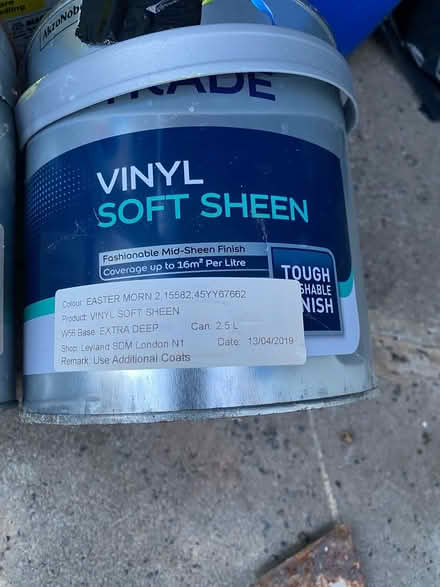 AkzoNobel
TRADE
VINYL
SOFT SHEEN
Fashionable Mid-Sheen Finish
Coverage up to 16m² Per Litre
TOUGH
FINISH
Colour: EASTER MORN 2,15582,45YY67662
Product: VINYL SOFT SHEEN
W56 Base: EXTRA DEEP Can: 2.5 L
Shop: Leyland SDM London N1 Date: 13/04/2019
Remark: Use Additional Coats